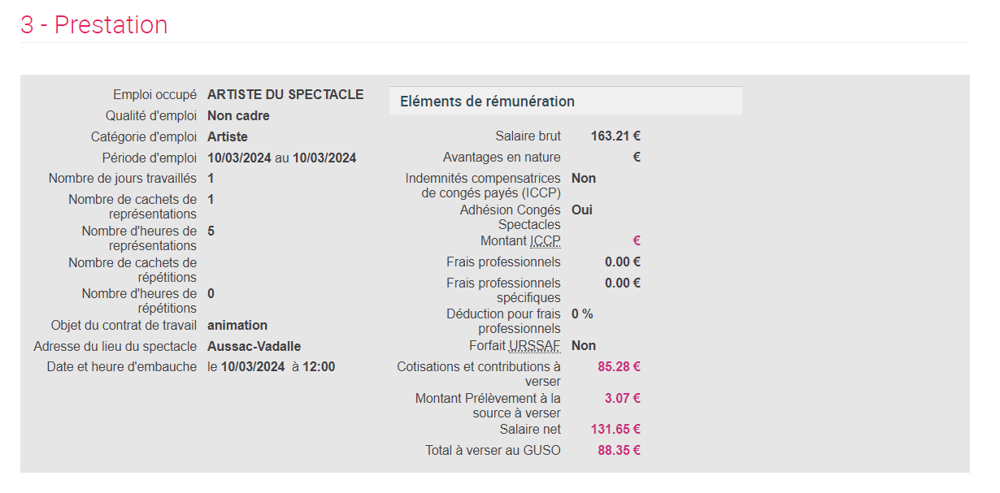 3 - Prestation
Emploi occupé ARTISTE DU SPECTACLE
Qualité d'emploi Non cadre
Catégorie d'emploi Artiste
Période d'emploi 10/03/2024 au 10/03/2024
Nombre de jours travaillés 1
Nombre de cachets de 1
représentations
Nombre d'heures de 5
représentations
Nombre de cachets de
répétitions
Nombre d'heures de 0
répétitions
Objet du contrat de travail animation
Adresse du lieu du spectacle Aussac-Vadalle
Date et heure d'embauche le 10/03/2024 à 12:00
Eléments de rémunération
Salaire brut 163.21 €
Avantages en nature €
Indemnités compensatrices Non
de congés payés (ICCP)
Adhésion Congés Oui
Spectacles
Montant ICCP €
Frais professionnels 0.00 €
Frais professionnels 0.00 €
spécifiques
Déduction pour frais 0 %
professionnels
Forfait URSSAF Non
Cotisations et contributions à 85.28 €
verser
Montant Prélèvement à la 3.07 €
source à verser
Salaire net 131.65 €
Total à verser au GUSO 88.35 €